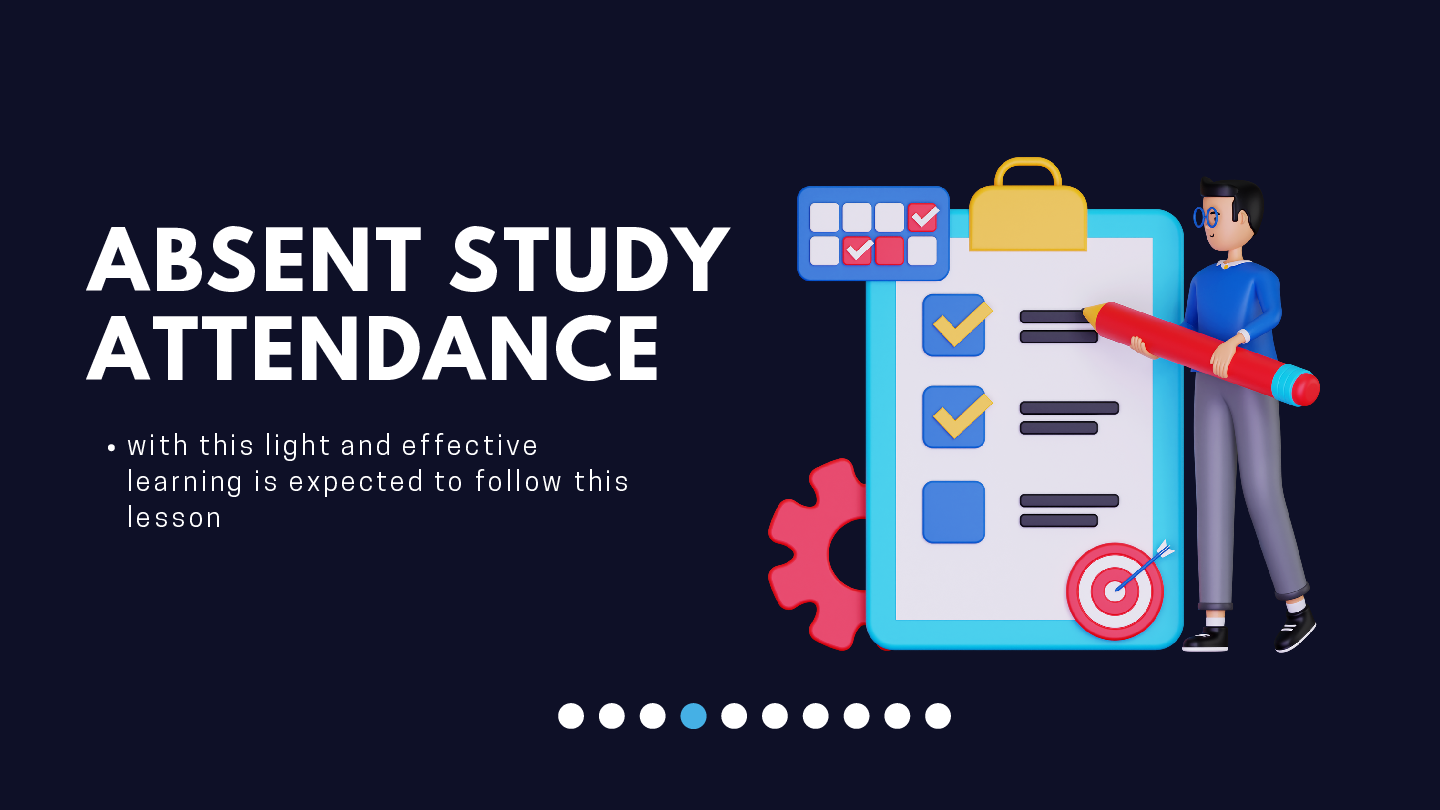 ABSENT STUDY
ATTENDANCE
• with this light and effective
learning is expected to follow this
lesson